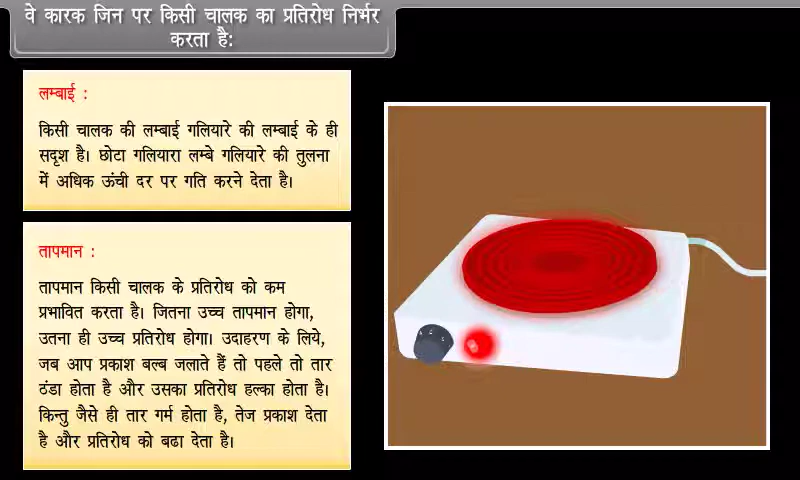 वे कारक जिन पर किसी चालक का प्रतिरोध निर्भर
करता है:
लम्बाई :
किसी चालक की लम्बाई गलियारे की लम्बाई के ही
सदृश है। छोटा गलियारा लम्बे गलियारे की तुलना
में अधिक ऊंची दर पर गति करने देता है।
तापमान :
तापमान किसी चालक के प्रतिरोध को कम
प्रभावित करता है। जितना उच्च तापमान होगा,
उतना ही उच्च प्रतिरोध होगा। उदाहरण के लिये,
जब आप प्रकाश बल्ब जलाते हैं तो पहले तो तार
ठंडा होता है और उसका प्रतिरोध हल्का होता है।
किन्तु जैसे ही तार गर्म होता है, तेज प्रकाश देता
है और प्रतिरोध को बढा देता है।